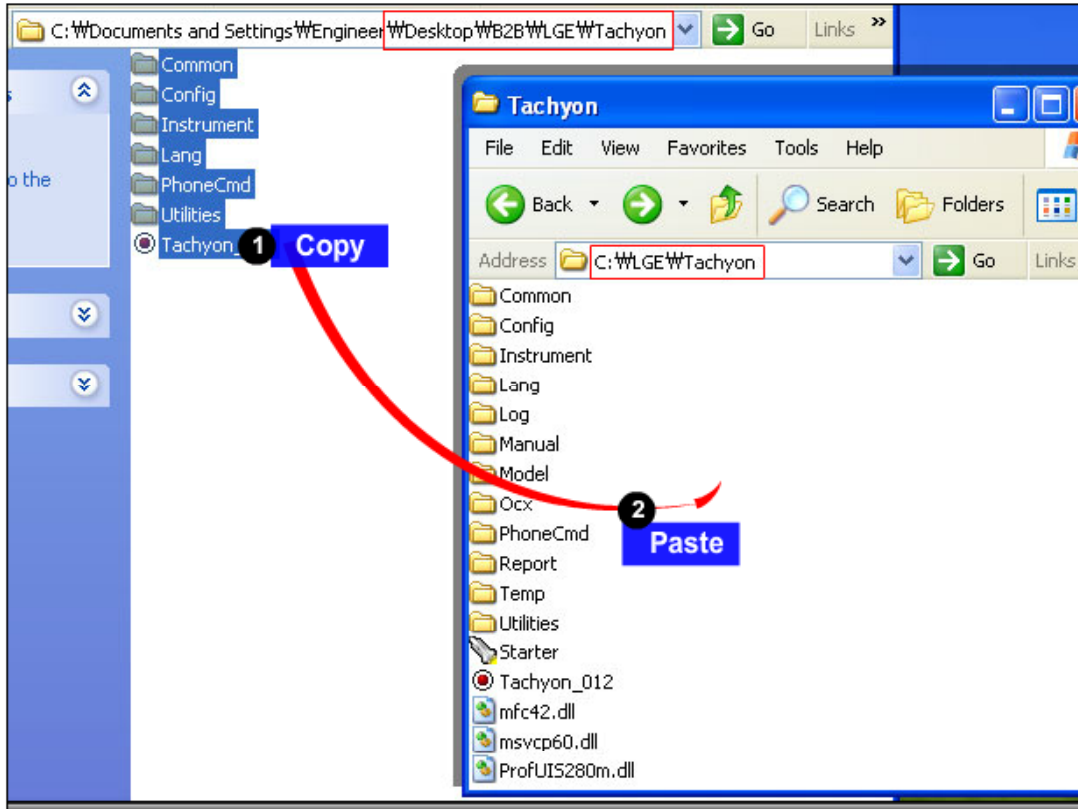 C:₩Documents and Settings₩Engineer₩Desktop₩B2B₩LGE₩Tachyon Go Links »
Common
Config
Instrument
Lang
o the
PhoneCmd
Utilities
Tachyon_ 1 Copy
Tachyon
File Edit View Favorites Tools Help
Back Search Folders
Address C:₩LGE₩Tachyon Go Links
Common
Config
Instrument
Lang
Log
Manual
Model
Ocx
2
PhoneCmd
Paste
Report
Temp
Utilities
Starter
Tachyon_012
mfc42.dll
msvcp60.dll
ProfUIS280m.dll